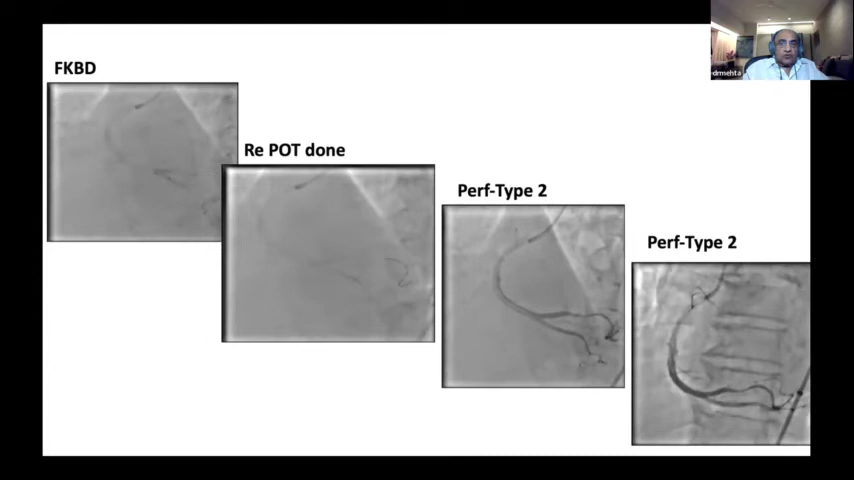 FKBD
Re POT done
Perf-Type 2
Perf-Type 2
drmehta